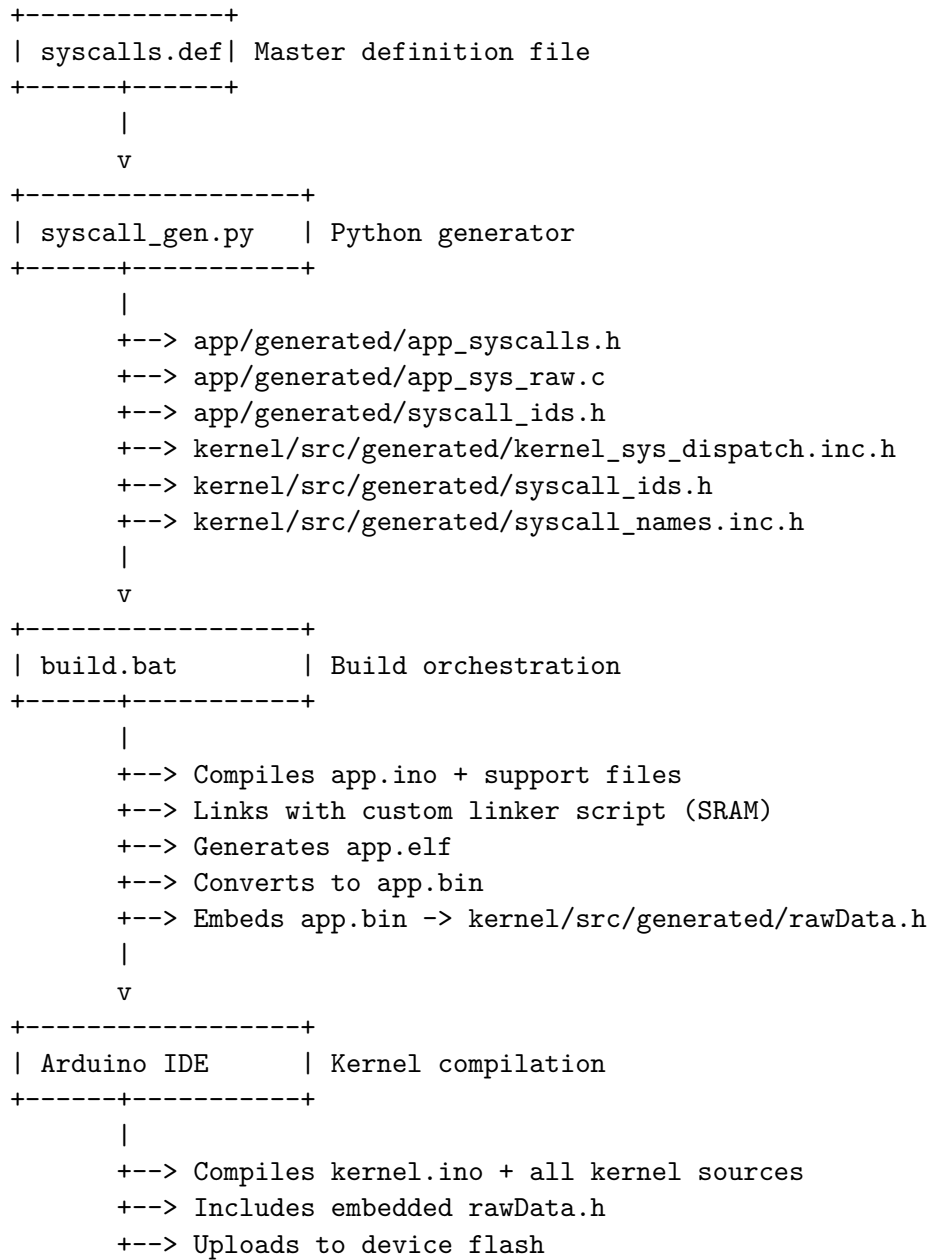 +-------------+
| syscalls.def| Master definition file
+------+------+
       |
       v
+------------------+
| syscall_gen.py   | Python generator
+------+-----------+
       |
       +--> app/generated/app_syscalls.h
       +--> app/generated/app_sys_raw.c
       +--> app/generated/syscall_ids.h
       +--> kernel/src/generated/kernel_sys_dispatch.inc.h
       +--> kernel/src/generated/syscall_ids.h
       +--> kernel/src/generated/syscall_names.inc.h
       |
       v
+------------------+
| build.bat        | Build orchestration
+------+-----------+
       |
       +--> Compiles app.ino + support files
       +--> Links with custom linker script (SRAM)
       +--> Generates app.elf
       +--> Converts to app.bin
       +--> Embeds app.bin -> kernel/src/generated/rawData.h
       |
       v
+------------------+
| Arduino IDE      | Kernel compilation
+------+-----------+
       |
       +--> Compiles kernel.ino + all kernel sources
       +--> Includes embedded rawData.h
       +--> Uploads to device flash